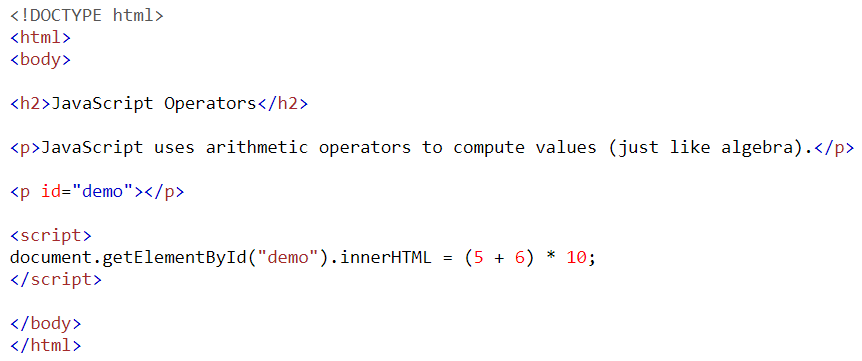 <!DOCTYPE html>
<html>
<body>
<h2>JavaScript Operators</h2>
<p>JavaScript uses arithmetic operators to compute values (just like algebra).</p>
<p id="demo"></p>
<script>
document.getElementById("demo").innerHTML = (5 + 6) * 10;
</script>
</body>
</html>